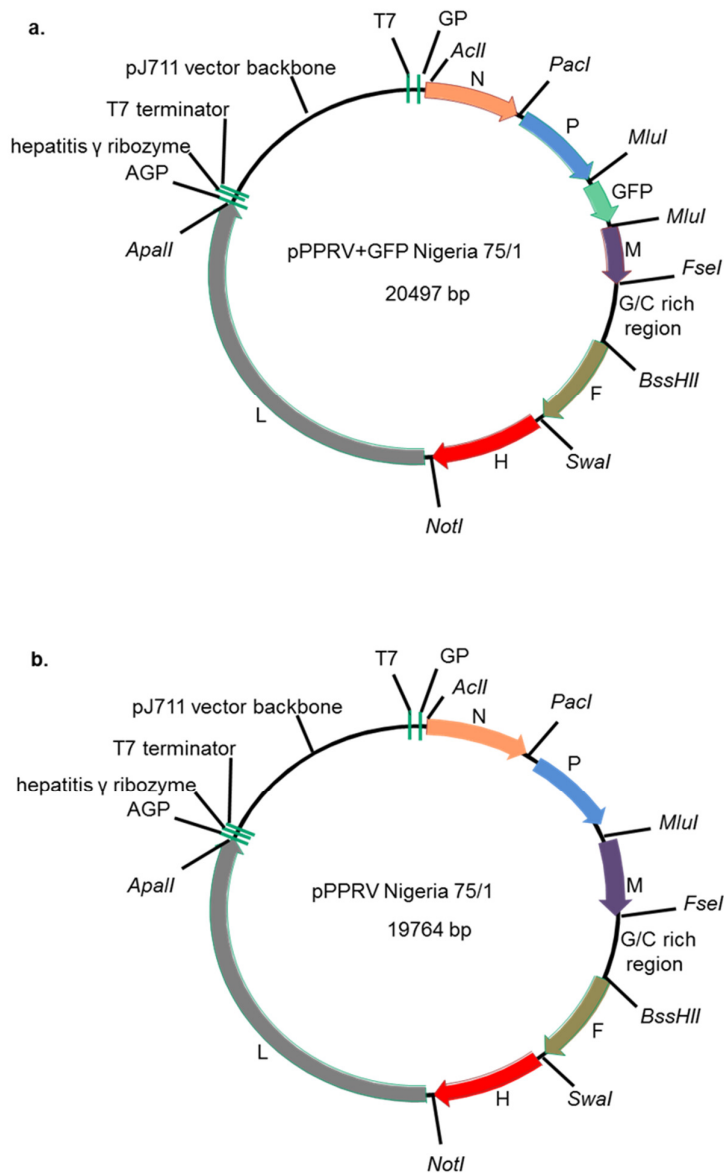 a.
T7
GP
AclI
N
PacI
pJ711 vector backbone
T7 terminator
P
MluI
hepatitis γ ribozyme
AGP
GFP
MluI
ApalI
pPPRV+GFP Nigeria 75/1
M
FseI
20497 bp
G/C rich
region
BssHII
F
L
SwaI
H
NotI
b.
T7
GP
AclI
N
PacI
pJ711 vector backbone
T7 terminator
P
hepatitis γ ribozyme
AGP
MluI
ApalI
pPPRV Nigeria 75/1
M
FseI
19764 bp
G/C rich
region
BssHII
F
L
SwaI
H
NotI